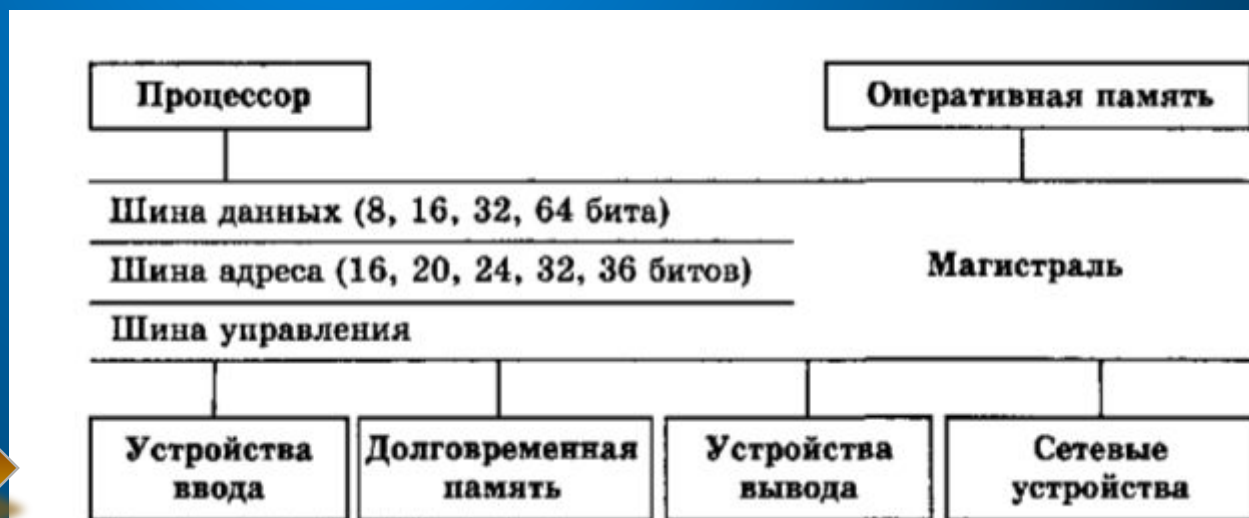 Процессор
Оперативная память
Шина данных (8, 16, 32, 64 бита)
Шина адреса (16, 20, 24, 32, 36 битов)
Магистраль
Шина управления
Устройства
ввода
Долговременная
память
Устройства
вывода
Сетевые
устройства